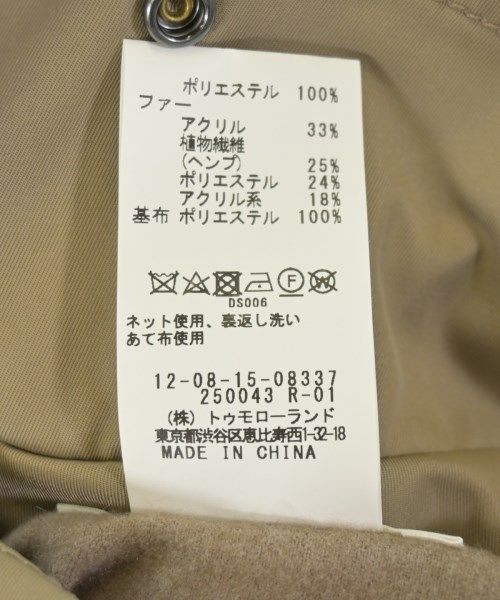 ポリエステル 100%
ファー
アクリル 33%
植物繊維
(ヘンプ) 25%
ポリエステル 24%
アクリル系 18%
基布 ポリエステル 100%
DS006
ネット使用、裏返し洗い
あて布使用
12-08-15-08337
250043 R-01
(株) トゥモローランド
東京都渋谷区恵比寿西1-32-18
MADE IN CHINA